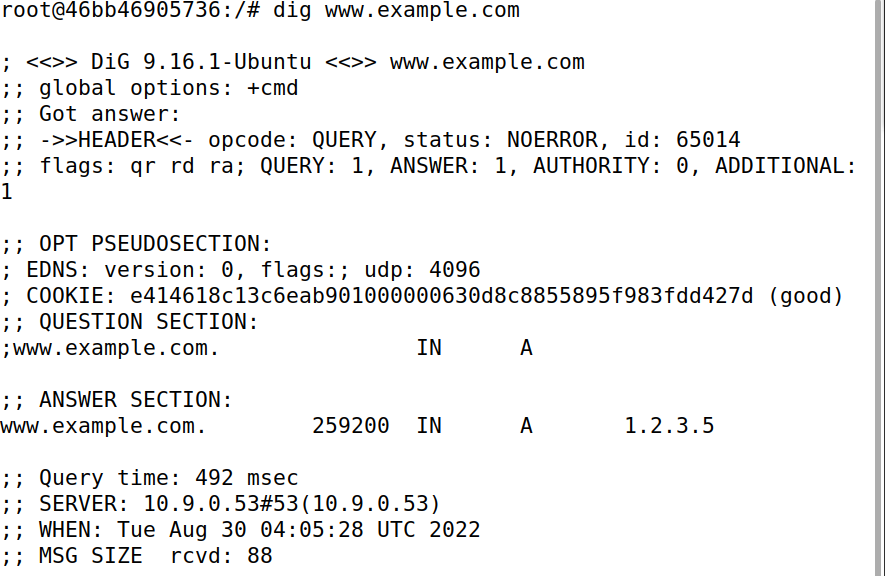 root@46bb46905736:/# dig www.example.com
; <<>> DiG 9.16.1-Ubuntu <<>> www.example.com
;; global options: +cmd
;; Got answer:
;; ->>HEADER<<- opcode: QUERY, status: NOERROR, id: 65014
;; flags: qr rd ra; QUERY: 1, ANSWER: 1, AUTHORITY: 0, ADDITIONAL:
1
;; OPT PSEUDOSECTION:
; EDNS: version: 0, flags:; udp: 4096
; COOKIE: e414618c13c6eab901000000630d8c8855895f983fdd427d (good)
;; QUESTION SECTION:
;www.example.com.               IN      A
;; ANSWER SECTION:
www.example.com.        259200  IN      A       1.2.3.5
;; Query time: 492 msec
;; SERVER: 10.9.0.53#53(10.9.0.53)
;; WHEN: Tue Aug 30 04:05:28 UTC 2022
;; MSG SIZE  rcvd: 88